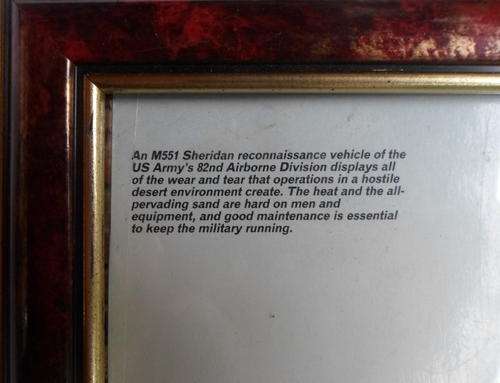 An M551 Sheridan reconnaissance vehicle of the
US Army's 82nd Airborne Division displays all
of the wear and tear that operations in a hostile
desert environment create. The heat and the all-
pervading sand are hard on men and
equipment, and good maintenance is essential
to keep the military running.